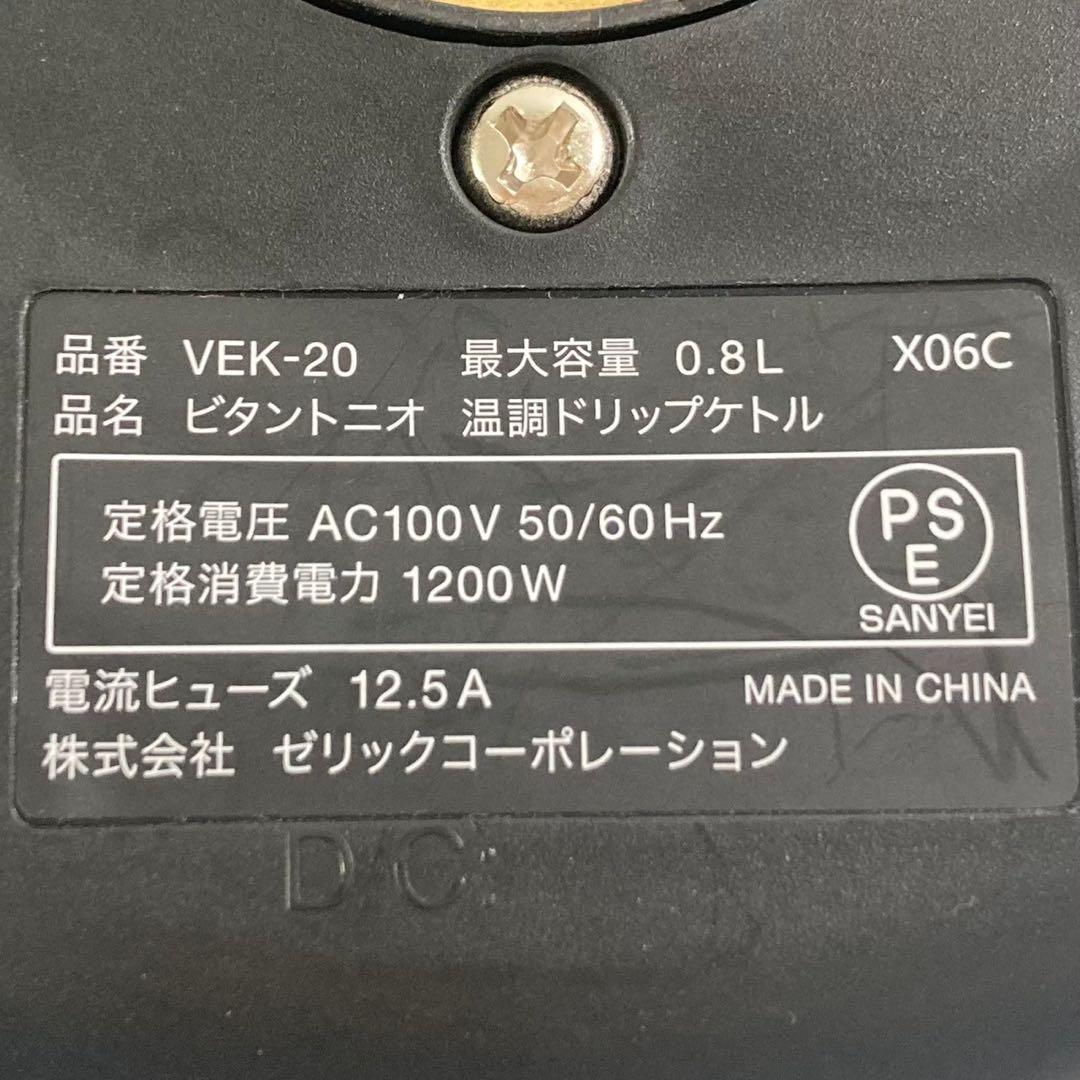 品番 VEK-20 最大容量 0.8L X06C
品名 ビタントニオ 温調ドリップケトル
定格電圧 AC100V 50/60Hz
定格消費電力 1200W
PS
E
SANYEI
電流ヒューズ 12.5A MADE IN CHINA
株式会社 ゼリックコーポレーション
D/C: